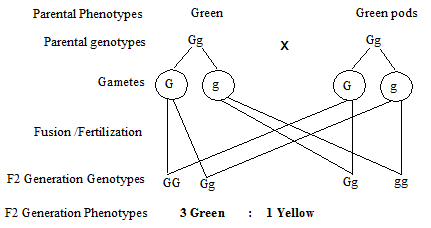 Parental Phenotypes Green Green pods
Parental genotypes Gg X Gg
Gametes G g G g
Fusion /Fertilization
F2 Generation Genotypes GG Gg Gg gg
F2 Generation Phenotypes 3 Green : 1 Yellow